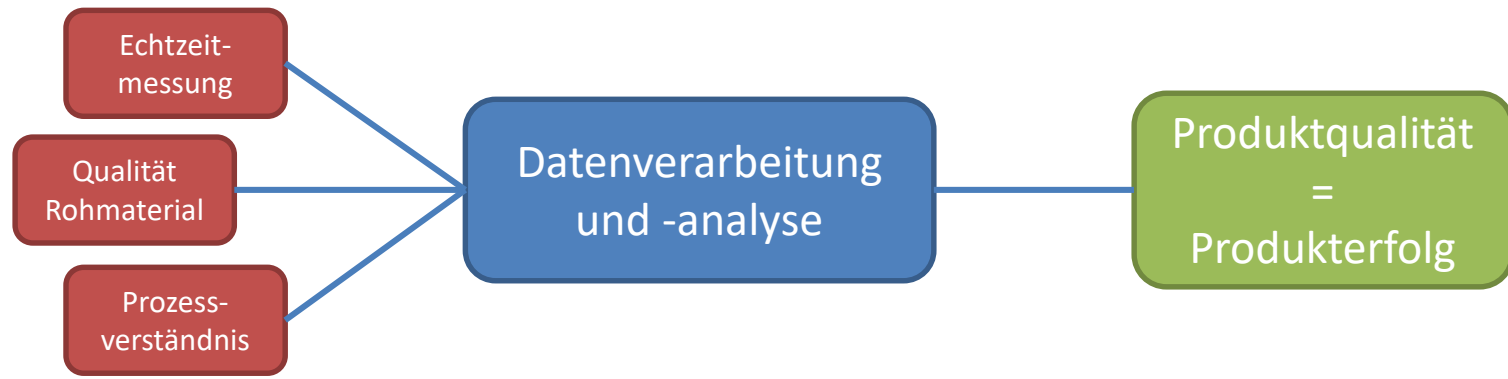 Echtzeit-
messung
Qualität
Rohmaterial
Prozess-
verständnis
Datenverarbeitung
und -analyse
Produktqualität
=
Produkterfolg